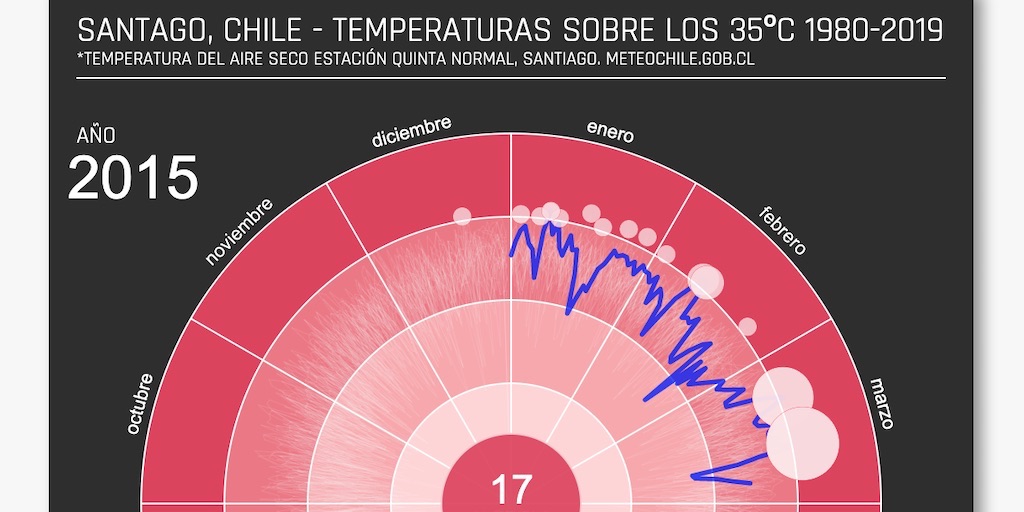 SANTAGO, CHILE - TEMPERATURAS SOBRE LOS 35ºC 1980-2019
*TEMPERATURA DEL AIRE SECO ESTACIÓN QUINTA NORMAL, SANTIAGO. METEOCHILE.GOB.CL
AÑO
2015
diciembre
enero
noviembre
febrero
octubre
marzo
17